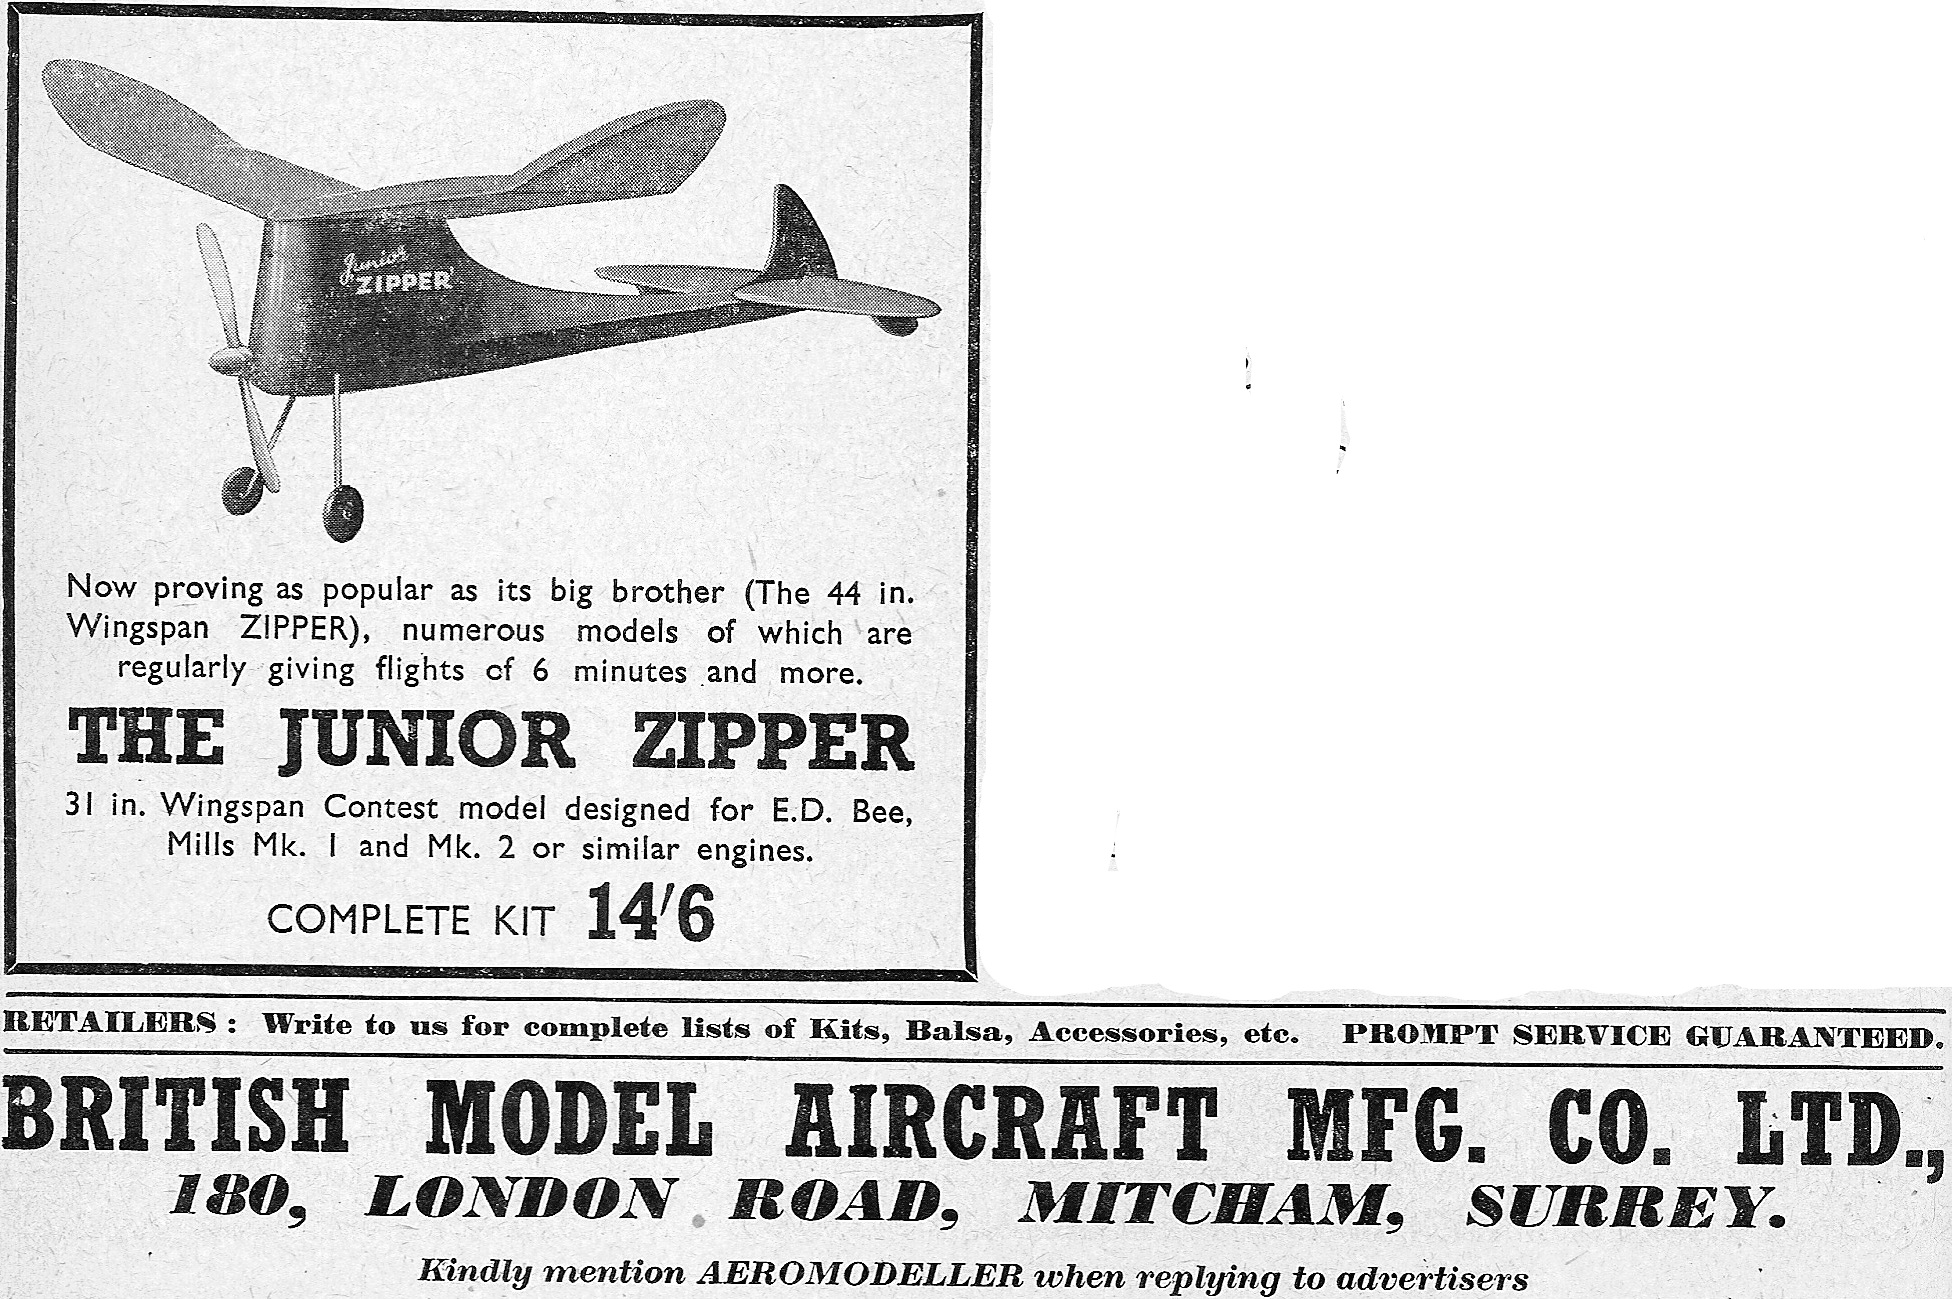 Junior
ZIPPER
Now proving as popular as its big brother (The 44 in.
Wingspan ZIPPER), numerous models of which are
regularly giving flights of 6 minutes and more.
THE JUNIOR ZIPPER
31 in. Wingspan Contest model designed for E.D. Bee,
Mills Mk. 1 and Mk. 2 or similar engines.
COMPLETE KIT 14'6
RETAILERS : Write to us for complete lists of Kits, Balsa, Accessories, etc. PROMPT SERVICE GUARANTEED.
BRITISH MODEL AIRCRAFT MFG. CO. LTD.,
180, LONDON ROAD, MITCHAM, SURREY.
Kindly mention AEROMODELLER when replying to advertisers